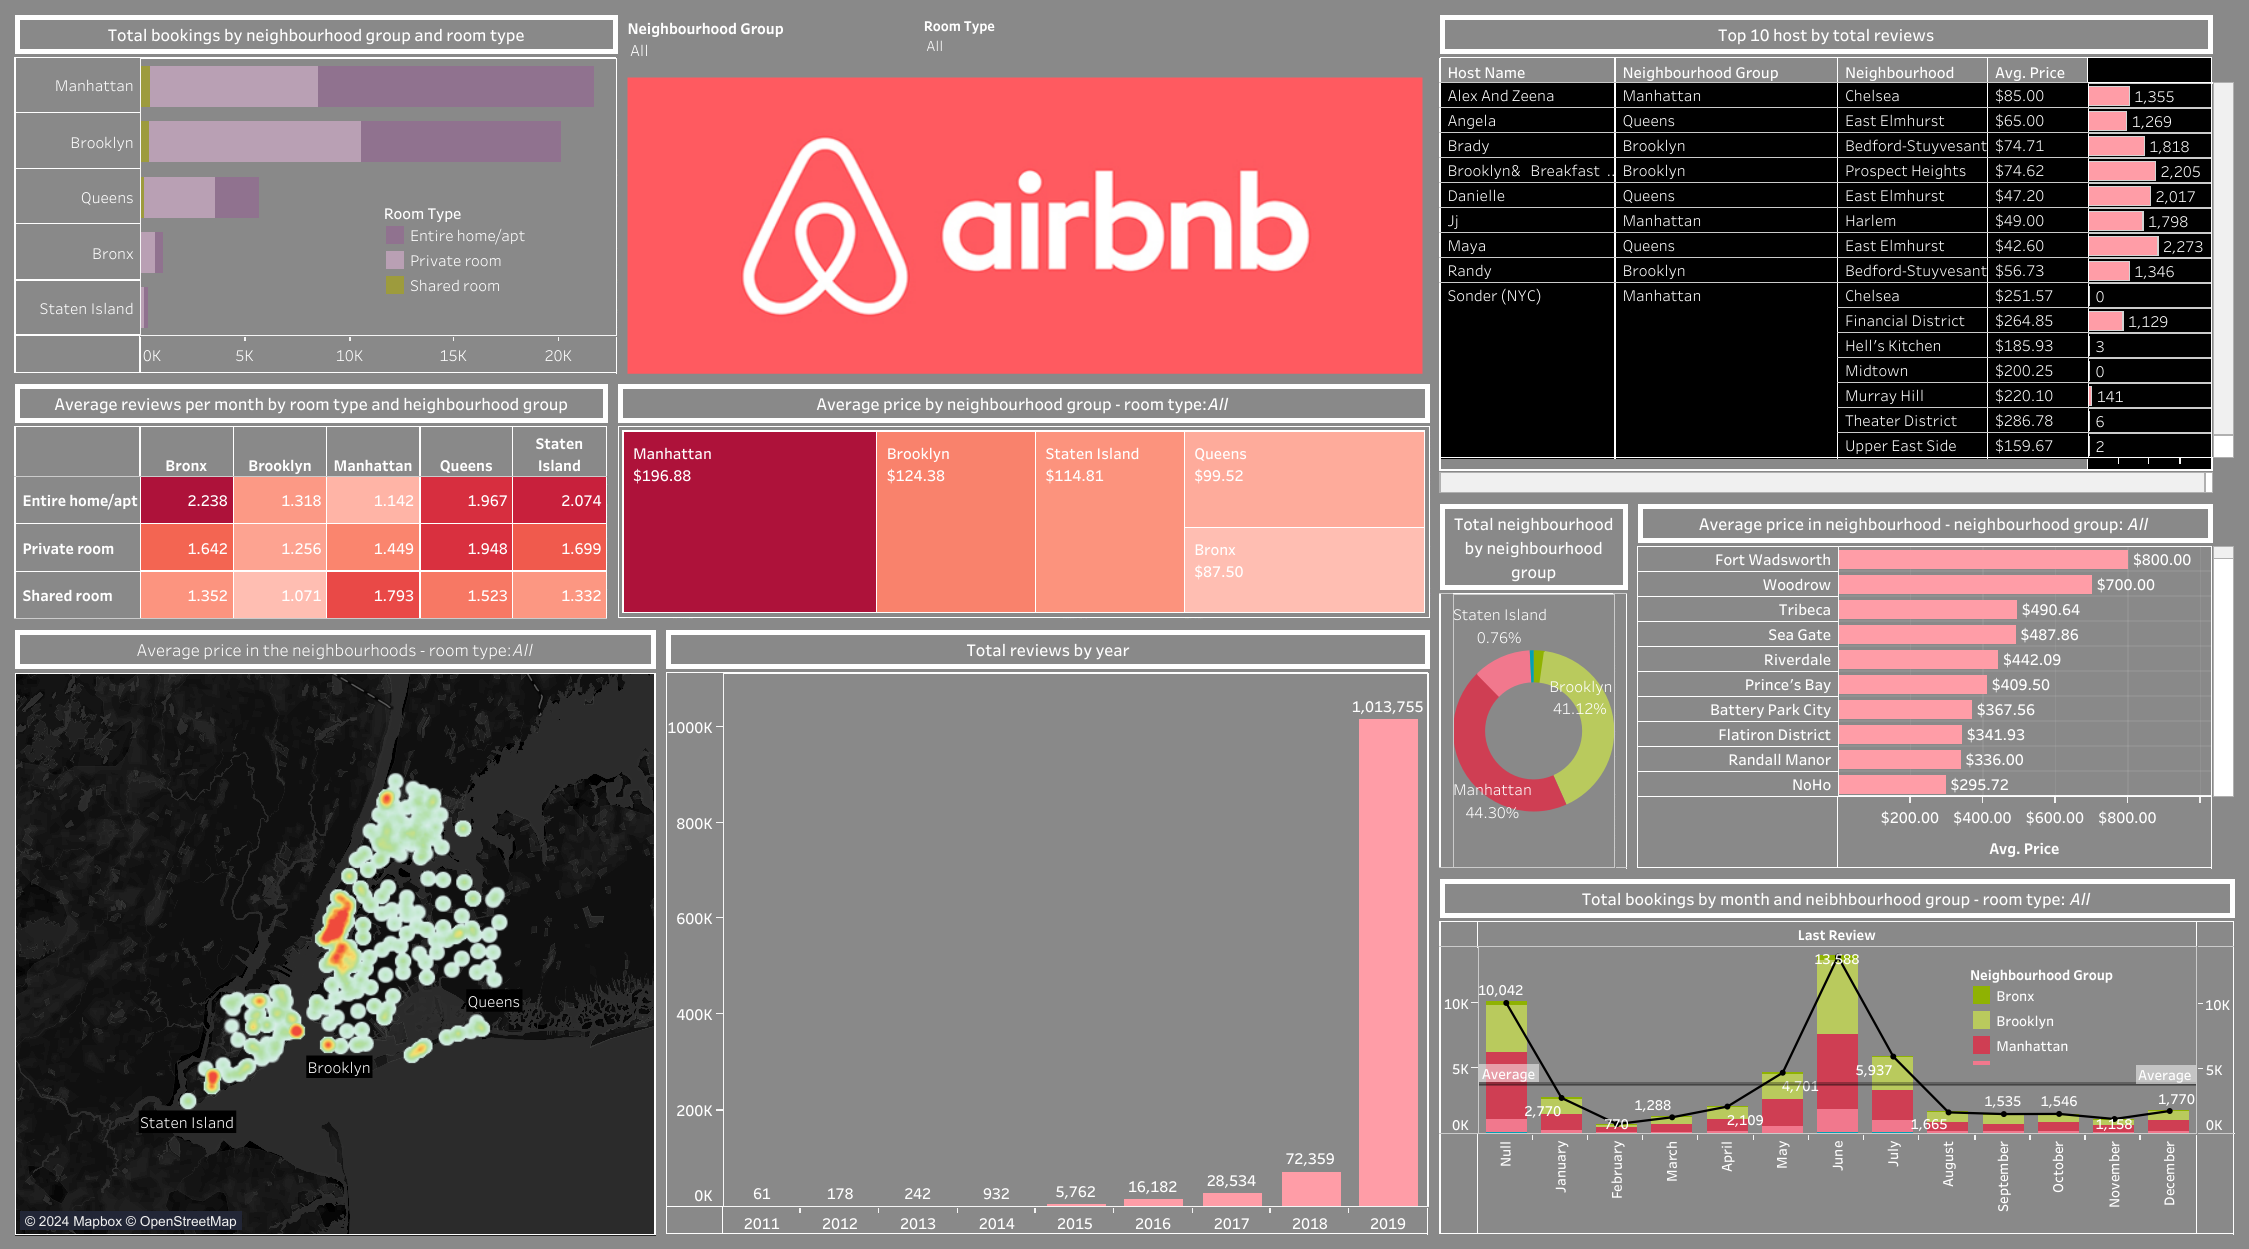 Total bookings by neighbourhood group and room type
Manhattan
Brooklyn
Queens
Bronx
Staten Island
0K 5K 10K 15K 20K
Room Type
Entire home/apt
Private room
Shared room
Neighbourhood Group
All
Room Type
All
airbnb
Top 10 host by total reviews
Host Name Neighbourhood Group Neighbourhood Avg. Price
Alex And Zeena Manhattan Chelsea $85.00 1,355
Angela Queens East Elmhurst $65.00 1,269
Brady Brooklyn Bedford-Stuyvesant $74.71 1,818
Brooklyn& Breakfast .. Brooklyn Prospect Heights $74.62 2,205
Danielle Queens East Elmhurst $47.20 2,017
Jj Manhattan Harlem $49.00 1,798
Maya Queens East Elmhurst $42.60 2,273
Randy Brooklyn Bedford-Stuyvesant $56.73 1,346
Sonder (NYC) Manhattan Chelsea $251.57 0
Financial District $264.85 1,129
Hell's Kitchen $185.93 3
Midtown $200.25 0
Murray Hill $220.10 141
Theater District $286.78 6
Upper East Side $159.67 2
Average reviews per month by room type and heighbourhood group
Bronx Brooklyn Manhattan Queens Staten Island
Entire home/apt 2.238 1.318 1.142 1.967 2.074
Private room 1.642 1.256 1.449 1.948 1.699
Shared room 1.352 1.071 1.793 1.523 1.332
Average price by neighbourhood group - room type:All
Manhattan
$196.88
Brooklyn
$124.38
Staten Island
$114.81
Queens
$99.52
Bronx
$87.50
Total neighbourhood
by neighbourhood
group
Staten Island
0.76%
Brooklyn
41.12%
Manhattan
44.30%
Average price in neighbourhood - neighbourhood group: All
Fort Wadsworth $800.00
Woodrow $700.00
Tribeca $490.64
Sea Gate $487.86
Riverdale $442.09
Prince's Bay $409.50
Battery Park City $367.56
Flatiron District $341.93
Randall Manor $336.00
NoHo $295.72
$200.00 $400.00 $600.00 $800.00
Avg. Price
Average price in the neighbourhoods - room type:All
Queens
Brooklyn
Staten Island
© 2024 Mapbox © OpenStreetMap
Total reviews by year
1000K
800K
600K
400K
200K
0K
61 178 242 932 5,762 16,182 28,534 72,359 1,013,755
2011 2012 2013 2014 2015 2016 2017 2018 2019
Total bookings by month and neibhbourhood group - room type: All
Last Review
10K
5K
0K
10K
5K
0K
Average
Average
10,042 2,770 770 1,288 2,109 4,701 13,588 5,937 1,665 1,535 1,546 1,158 1,770
Null January February March April May June July August September October November December
Neighbourhood Group
Bronx
Brooklyn
Manhattan